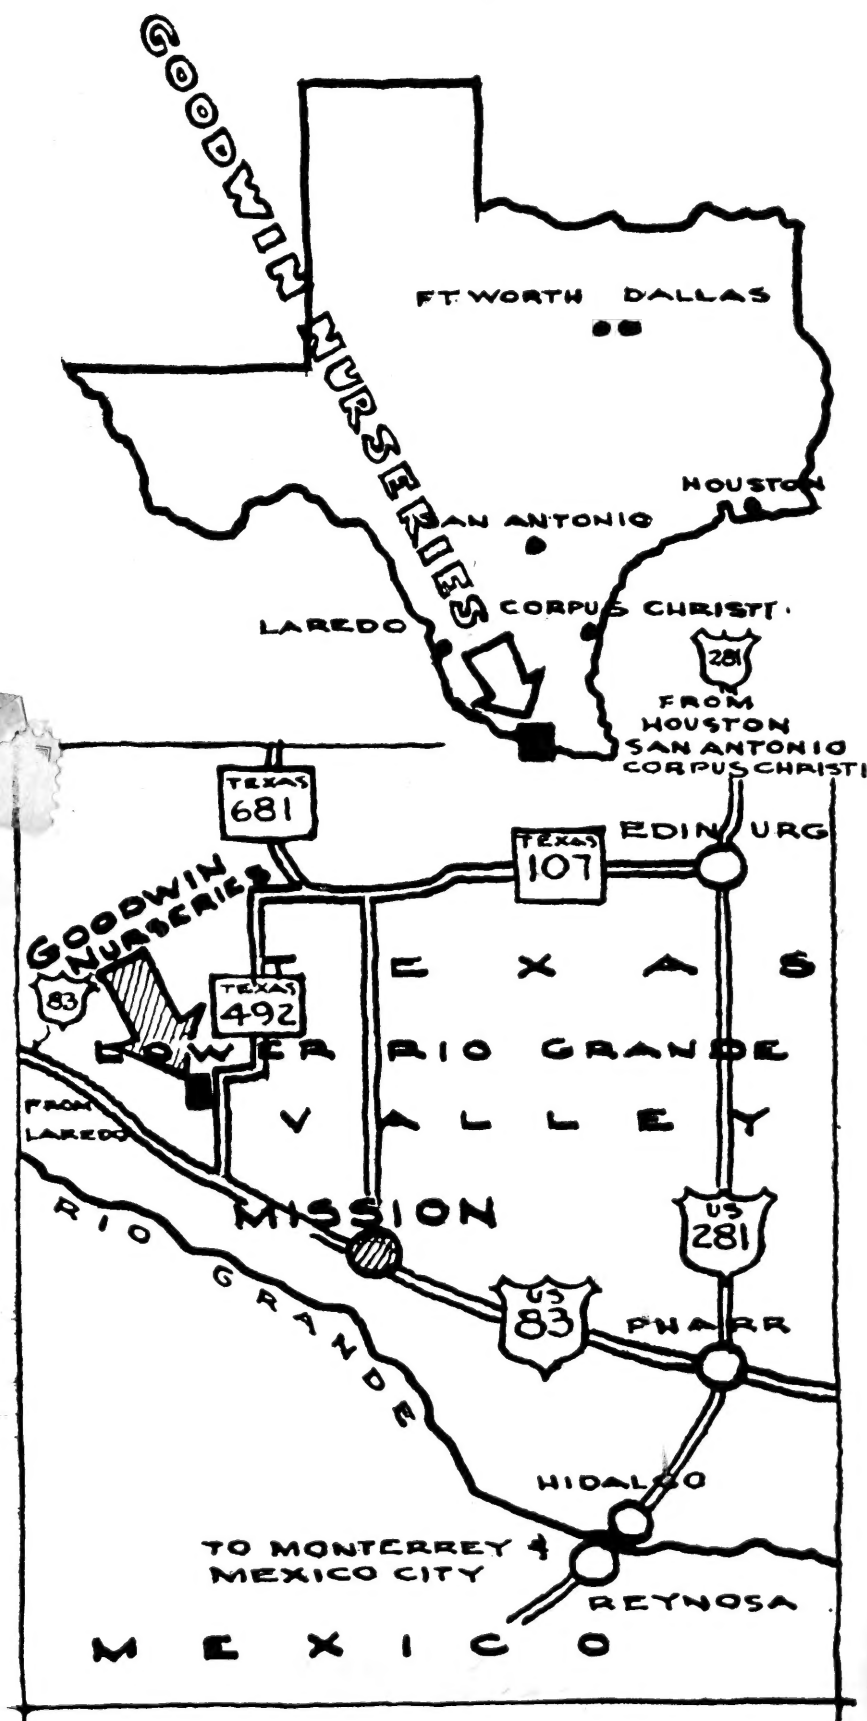 GOODWIN NURSERIES
FT. WORTH DALLAS
HOUSTON
SAN ANTONIO
CORPUS CHRISTI.
LAREDO
281
FROM
HOUSTON
SAN ANTONIO
CORPUS CHRISTI
TEXAS
681
EDINBURG
TEXAS
107
GOODWIN
NURSERIES
83
TEXAS
TEXAS
492
LOWER RIO GRANDE
VALLEY
FROM
LAREDO
MISSION
RIO GRANDE
US
281
US
83
PHARR
HIDALGO
TO MONTERREY &
MEXICO CITY
REYNOSA
MEXICO